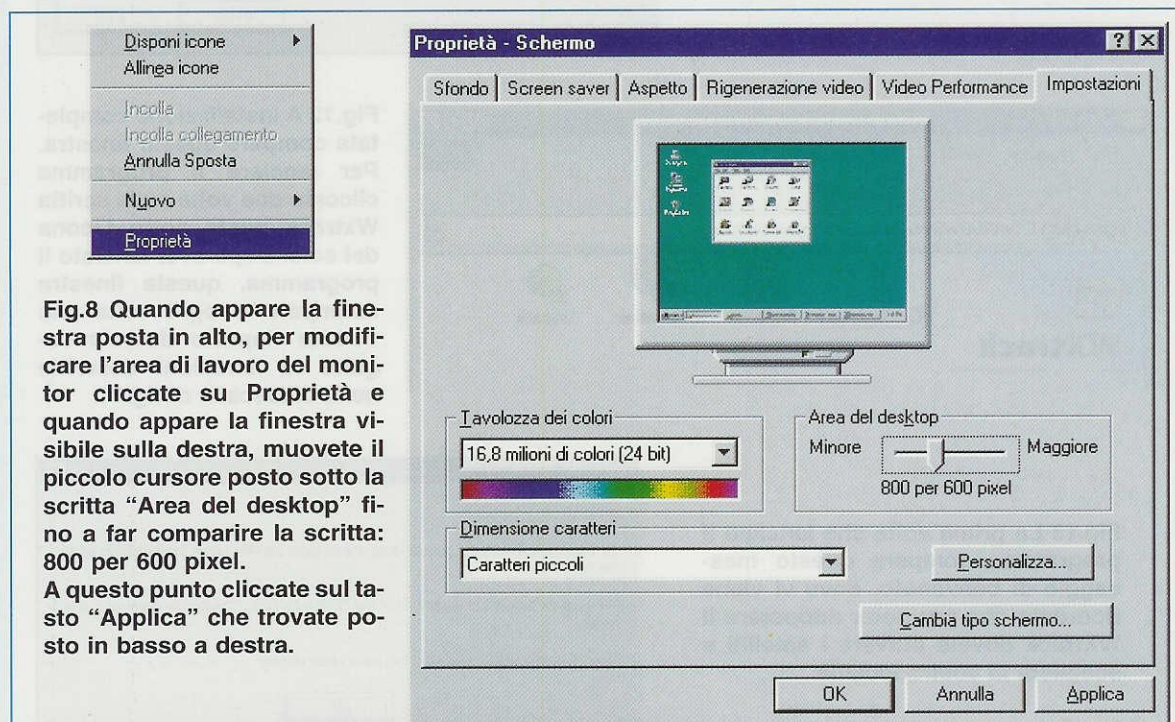 Disponi icone
Allinea icone
Incolla
Incolla collegamento
Annulla Sposta
Nuovo
Proprietà
Fig.8 Quando appare la fine-
stra posta in alto, per modifi-
care l'area di lavoro del moni-
tor cliccate su Proprietà e
quando appare la finestra vi-
sibile sulla destra, muovete il
piccolo cursore posto sotto la
scritta “Area del desktop” fi-
no a far comparire la scritta:
800 per 600 pixel.
A questo punto cliccate sul ta-
sto “Applica” che trovate po-
sto in basso a destra.
Proprietà - Schermo
Sfondo Screen saver Aspetto Rigenerazione video Video Performance Impostazioni
Tavolozza dei colori
16,8 milioni di colori (24 bit)
Area del desktop
Minore Maggiore
800 per 600 pixel
Dimensione caratteri
Caratteri piccoli
Personalizza...
Cambia tipo schermo...
OK Annulla Applica